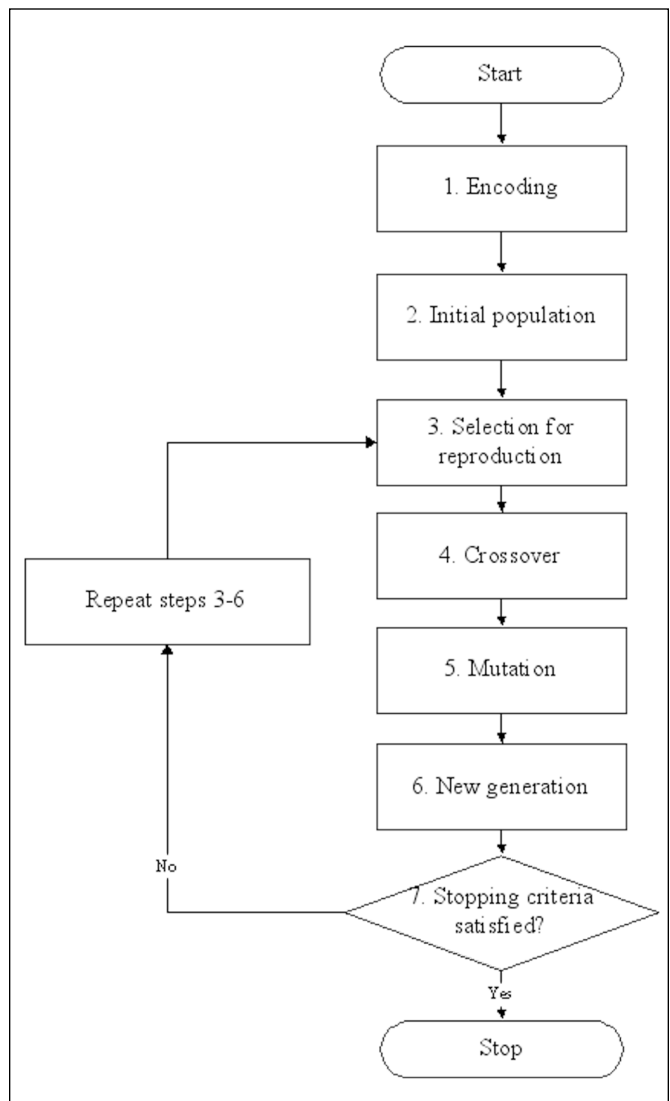 Start
1. Encoding
2. Initial population
3. Selection for
reproduction
4. Crossover
Repeat steps 3-6
5. Mutation
6. New generation
No
7. Stopping criteria
satisfied?
Yes
Stop